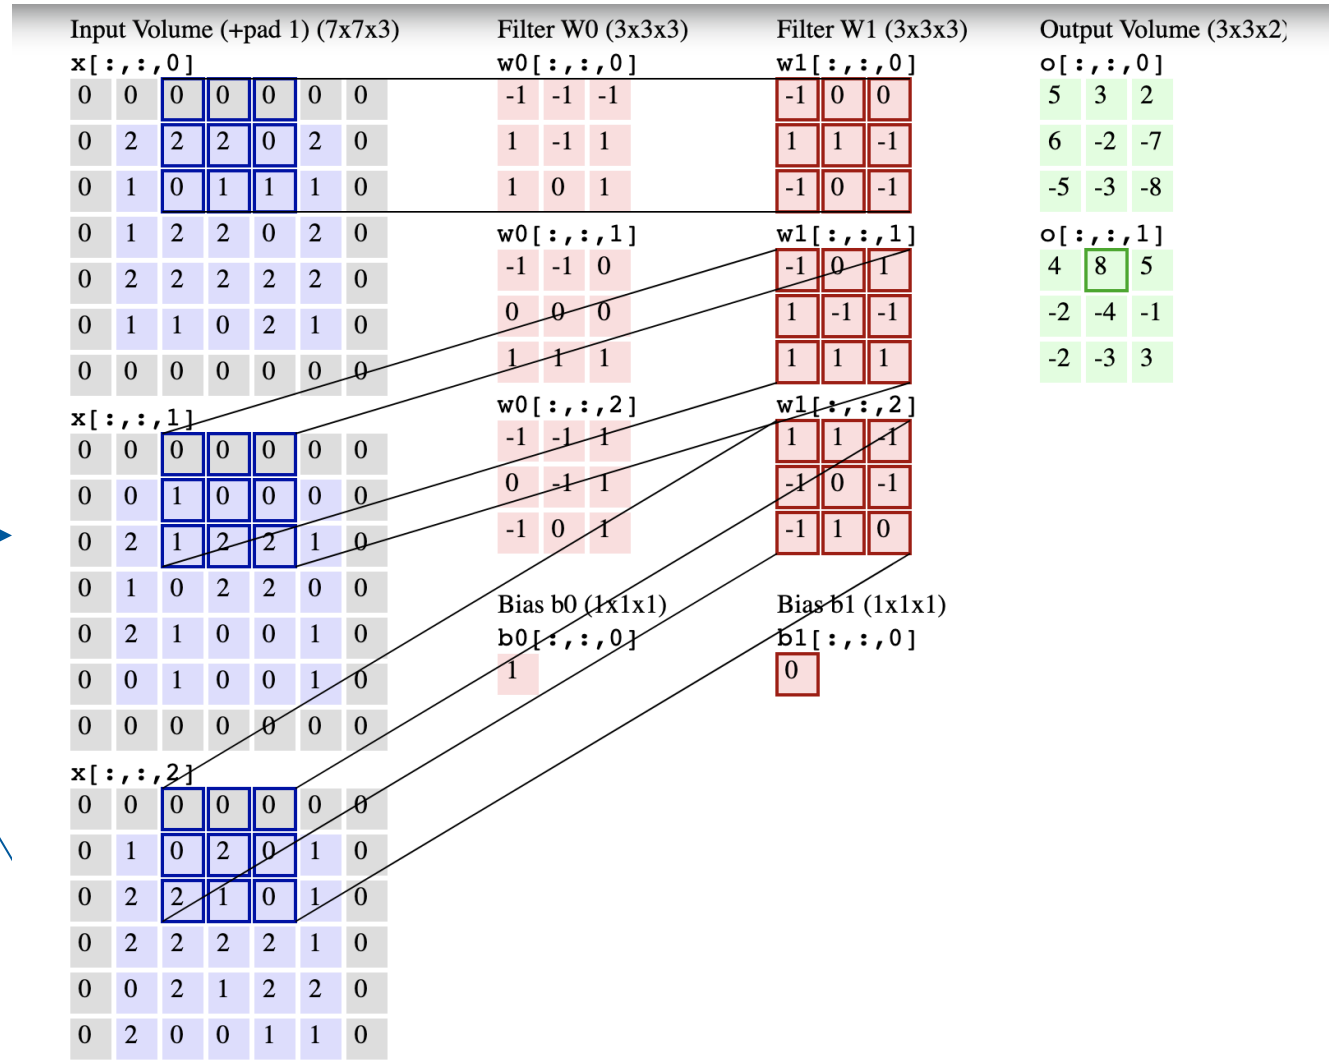 Input Volume (+pad 1) (7x7x3)
x[:,:,0]
0 0 0 0 0 0 0
0 2 2 2 0 2 0
0 1 0 1 1 1 0
0 1 2 2 0 2 0
0 2 2 2 2 2 0
0 1 1 0 2 1 0
0 0 0 0 0 0 0
x[:,:,1]
0 0 0 0 0 0 0
0 0 1 0 0 0 0
0 2 1 2 2 1 0
0 1 0 2 2 0 0
0 2 1 0 0 1 0
0 0 1 0 0 1 0
0 0 0 0 0 0 0
x[:,:,2]
0 0 0 0 0 0 0
0 1 0 2 0 1 0
0 2 2 1 0 1 0
0 2 2 2 2 1 0
0 0 2 1 2 2 0
0 2 0 0 1 1 0
Filter W0 (3x3x3)
w0[:,:,0]
-1 -1 -1
1 -1 1
1 0 1
w0[:,:,1]
-1 -1 0
0 0 0
1 1 1
w0[:,:,2]
-1 -1 1
0 -1 1
-1 0 1
Bias b0 (1x1x1)
b0[:,:,0]
1
Filter W1 (3x3x3)
w1[:,:,0]
-1 0 0
1 1 -1
-1 0 -1
w1[:,:,1]
-1 0 1
1 -1 -1
1 1 1
w1[:,:,2]
1 1 -1
-1 0 -1
-1 1 0
Bias b1 (1x1x1)
b1[:,:,0]
0
Output Volume (3x3x2)
o[:,:,0]
5 3 2
6 -2 -7
-5 -3 -8
o[:,:,1]
4 8 5
-2 -4 -1
-2 -3 3